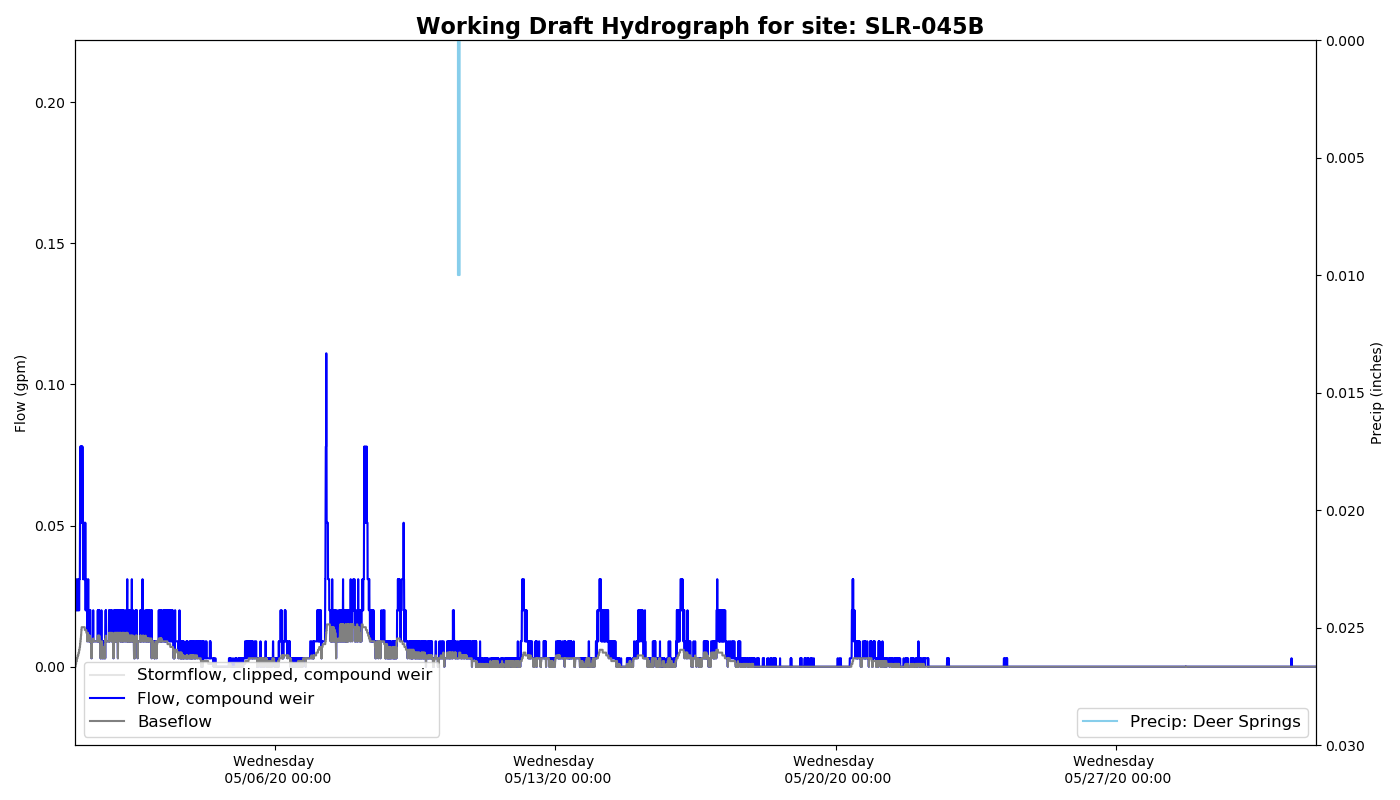 Working Draft Hydrograph for site: SLR-045B
0.20
0.15
0.10
0.05
0.00
Flow (gpm)
0.000
0.005
0.010
0.015
0.020
0.025
0.030
Precip (inches)
Stormflow, clipped, compound weir
Flow, compound weir
Baseflow
Precip: Deer Springs
Wednesday
05/06/20 00:00
Wednesday
05/13/20 00:00
Wednesday
05/20/20 00:00
Wednesday
05/27/20 00:00